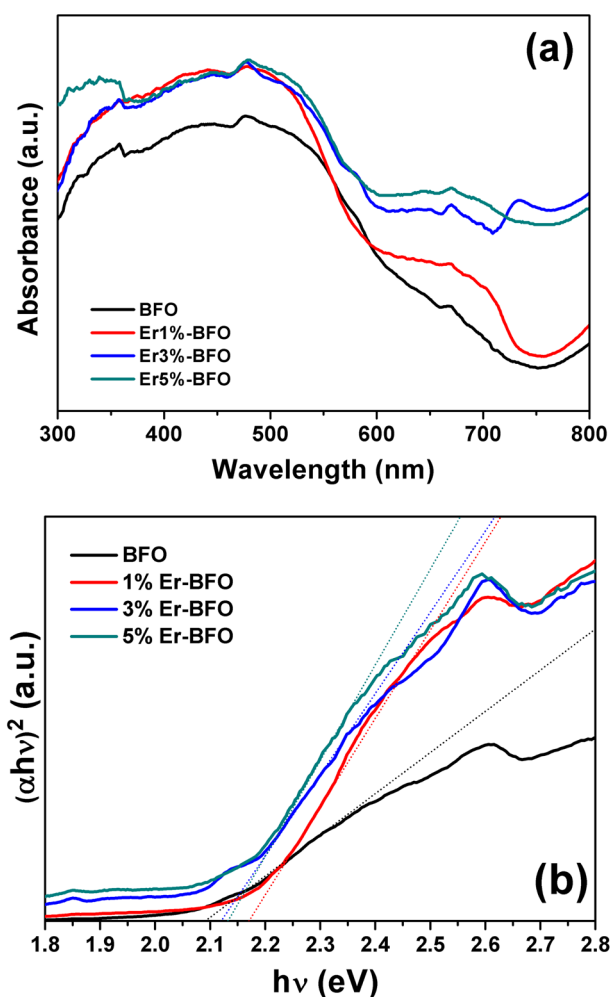 (a)
Absorbance (a.u.)
BFO
Er1%-BFO
Er3%-BFO
Er5%-BFO
300 400 500 600 700 800
Wavelength (nm)
BFO
1% Er-BFO
3% Er-BFO
5% Er-BFO
(αhν)²  (a.u.)
(b)
1.8 1.9 2.0 2.1 2.2 2.3 2.4 2.5 2.6 2.7 2.8
hν (eV)